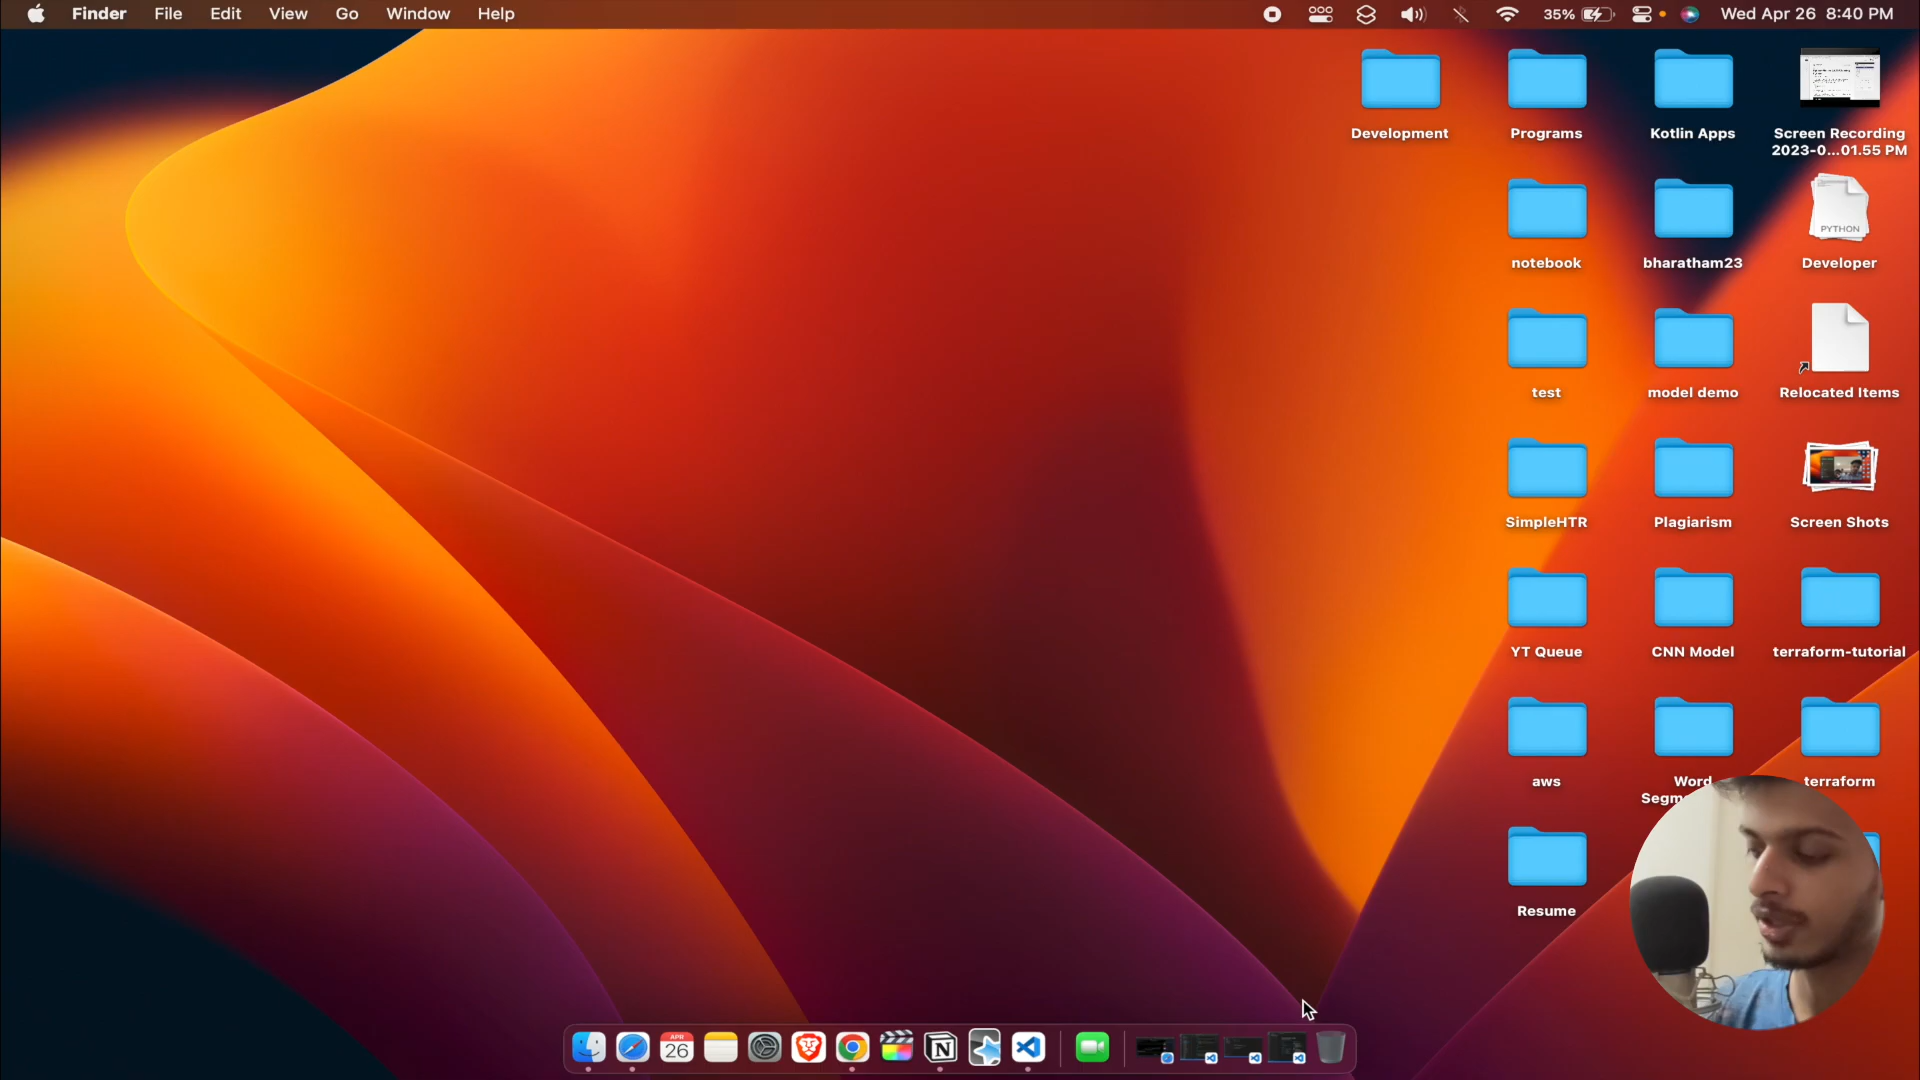 Finder File Edit View Go Window Help
35% Wed Apr 26 8:40 PM
Development
Programs
Kotlin Apps
Screen Recording
2023-0...01.55 PM
notebook
bharatham23
PYTHON
Developer
test
model demo
Relocated Items
SimpleHTR
Plagiarism
Screen Shots
YT Queue
CNN Model
terraform-tutorial
aws
Word
terraform
Resume
APR
26